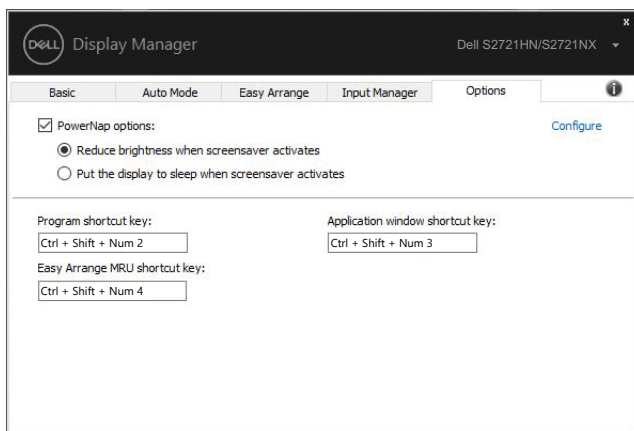 x
DELL Display Manager Dell S2721HN/S2721NX
Basic Auto Mode Easy Arrange Input Manager Options i
PowerNap options: Configure
Reduce brightness when screensaver activates
Put the display to sleep when screensaver activates
Program shortcut key: Application window shortcut key:
Ctrl + Shift + Num 2 Ctrl + Shift + Num 3
Easy Arrange MRU shortcut key:
Ctrl + Shift + Num 4